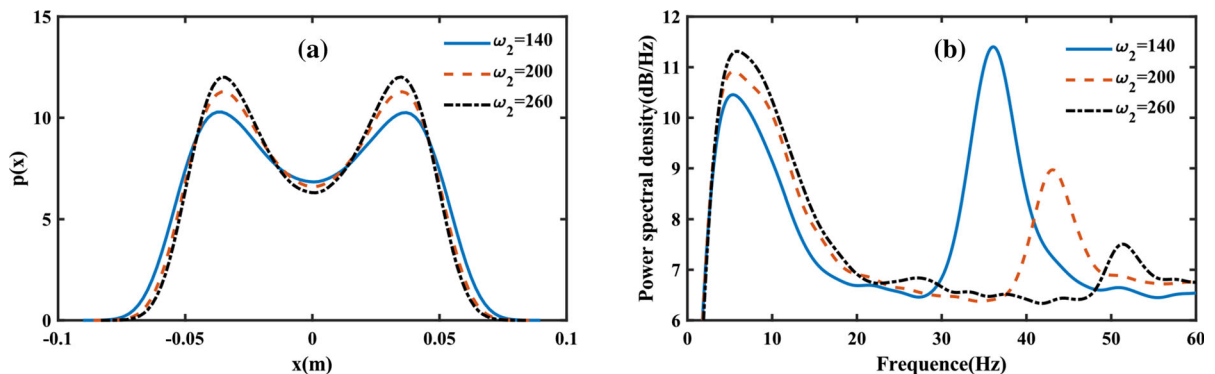 (a)
ω2=140
ω2=200
ω2=260
15
10
5
0
p(x)
-0.1
-0.05
0
0.05
0.1
x(m)
(b)
ω2=140
ω2=200
ω2=260
12
11
10
9
8
7
6
Power spectral density(dB/Hz)
0
10
20
30
40
50
60
Frequence(Hz)